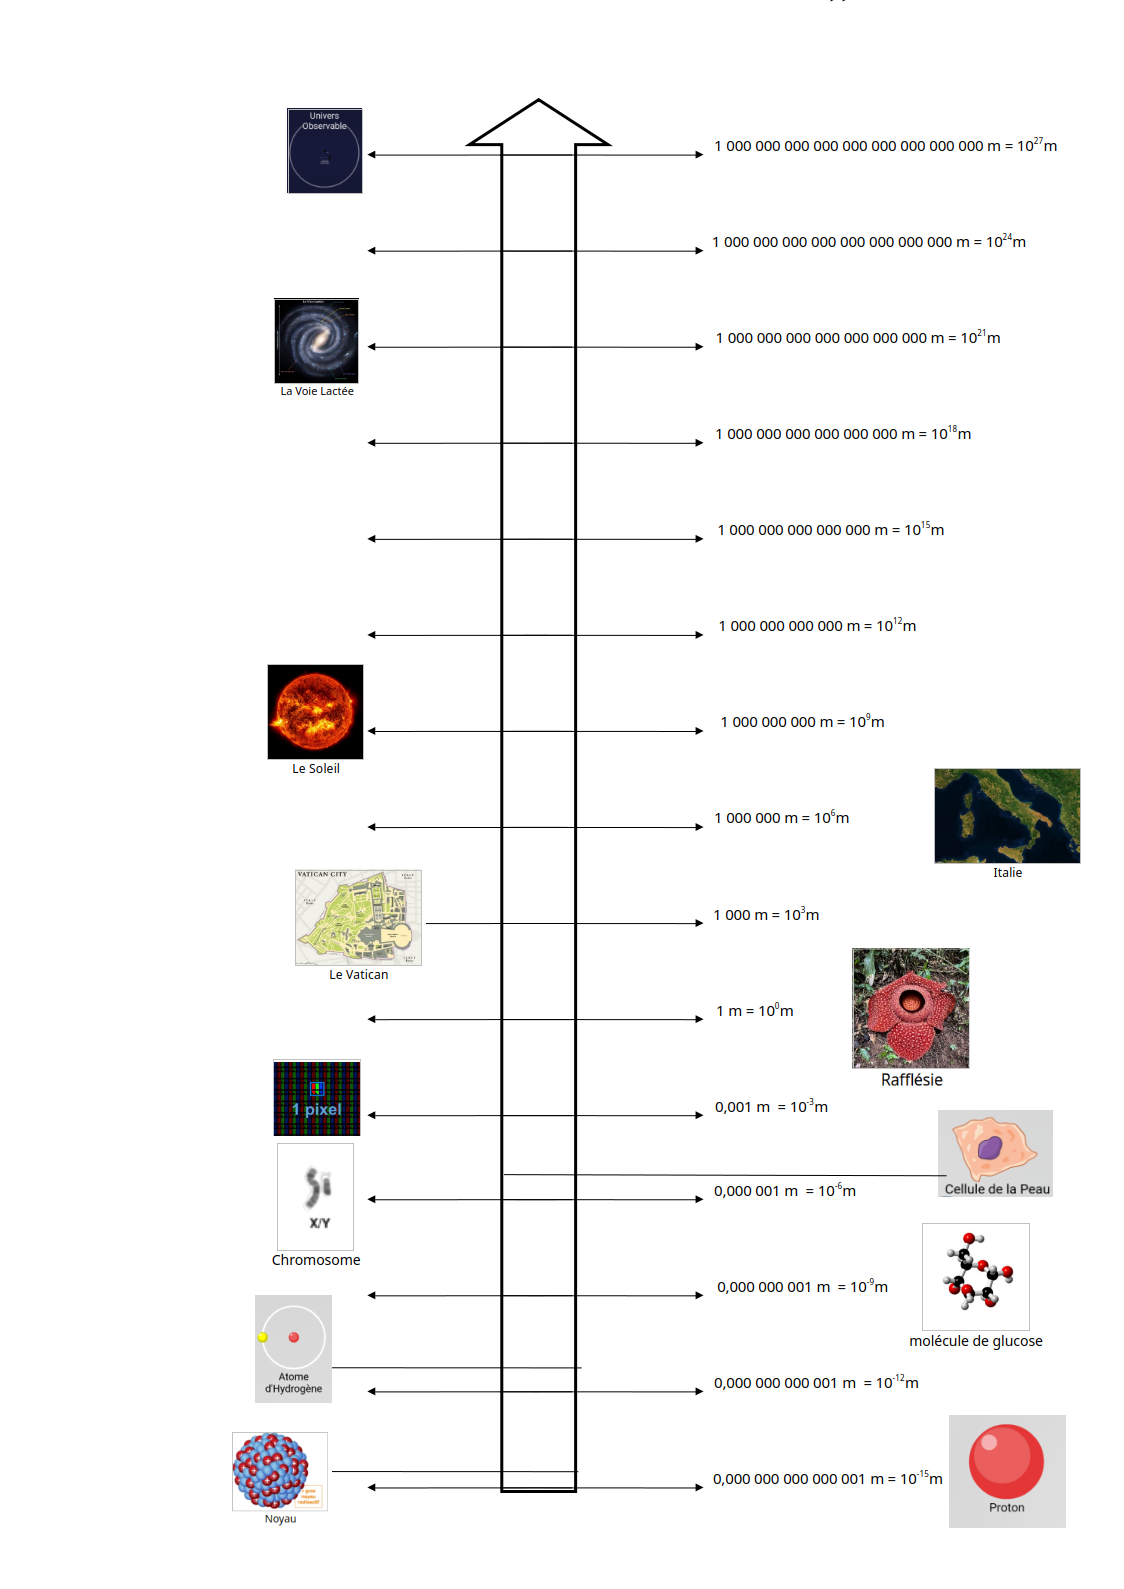 Univers
Observable
1 000 000 000 000 000 000 000 000 000 m = 10²⁷m
1 000 000 000 000 000 000 000 000 m = 10²⁴m
1 000 000 000 000 000 000 000 m = 10²¹m
La Voie Lactée
1 000 000 000 000 000 000 m = 10¹⁸m
1 000 000 000 000 000 m = 10¹⁵m
1 000 000 000 000 m = 10¹²m
1 000 000 000 m = 10⁹m
Le Soleil
1 000 000 m = 10⁶m
Italie
VATICAN CITY
ITALY
ITALY
ITALY
1 000 m = 10³m
Le Vatican
1 m = 10⁰m
Rafflésie
1 pixel
0,001 m = 10⁻³m
Cellule de la Peau
0,000 001 m = 10⁻⁶m
X/Y
Chromosome
0,000 000 001 m = 10⁻⁹m
molécule de glucose
Atome
d'Hydrogène
0,000 000 000 001 m = 10⁻¹²m
0,000 000 000 000 001 m = 10⁻¹⁵m
noyau
radioactif
Noyau
Proton